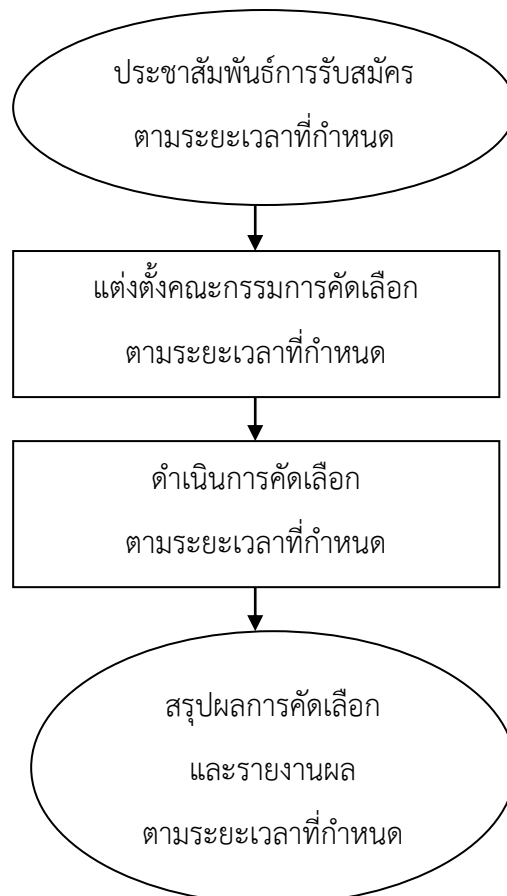 ประชาสัมพันธ์การรับสมัคร
ตามระยะเวลาที่กำหนด
แต่งตั้งคณะกรรมการคัดเลือก
ตามระยะเวลาที่กำหนด
ดำเนินการคัดเลือก
ตามระยะเวลาที่กำหนด
สรุปผลการคัดเลือก
และรายงานผล
ตามระยะเวลาที่กำหนด